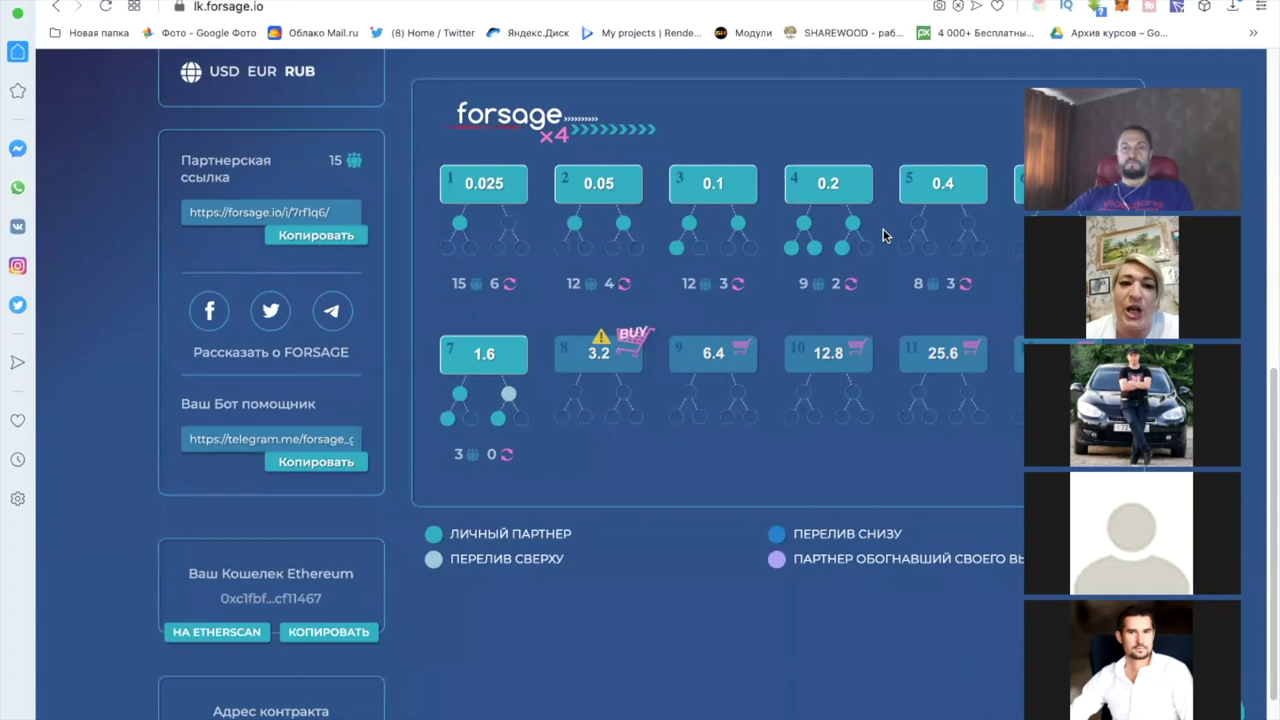 lk.forsage.io
Новая папка
Фото - Google Фото
Облако Mail.ru
(8) Home / Twitter
Яндекс.Диск
My projects | Rende...
Модули
SHAREWOOD - раб...
4 000+ Бесплатны...
Архив курсов – Go...
USD EUR RUB
Партнерская
ссылка
15
https://forsage.io/i/7rf1q6/
Копировать
Рассказать о FORSAGE
Ваш Бот помощник
https://telegram.me/forsage_g
Копировать
Ваш Кошелек Ethereum
0xc1fbf...cf11467
НА ETHERSCAN
КОПИРОВАТЬ
Адрес контракта
forsage
x4
1 0.025
2 0.05
3 0.1
4 0.2
5 0.4
15 6
12 4
12 3
9 2
8 3
7 1.6
8 3.2
BUY
9 6.4
10 12.8
11 25.6
3 0
ЛИЧНЫЙ ПАРТНЕР
ПЕРЕЛИВ СНИЗУ
ПЕРЕЛИВ СВЕРХУ
ПАРТНЕР ОБОГНАВШИЙ СВОЕГО ВЫ